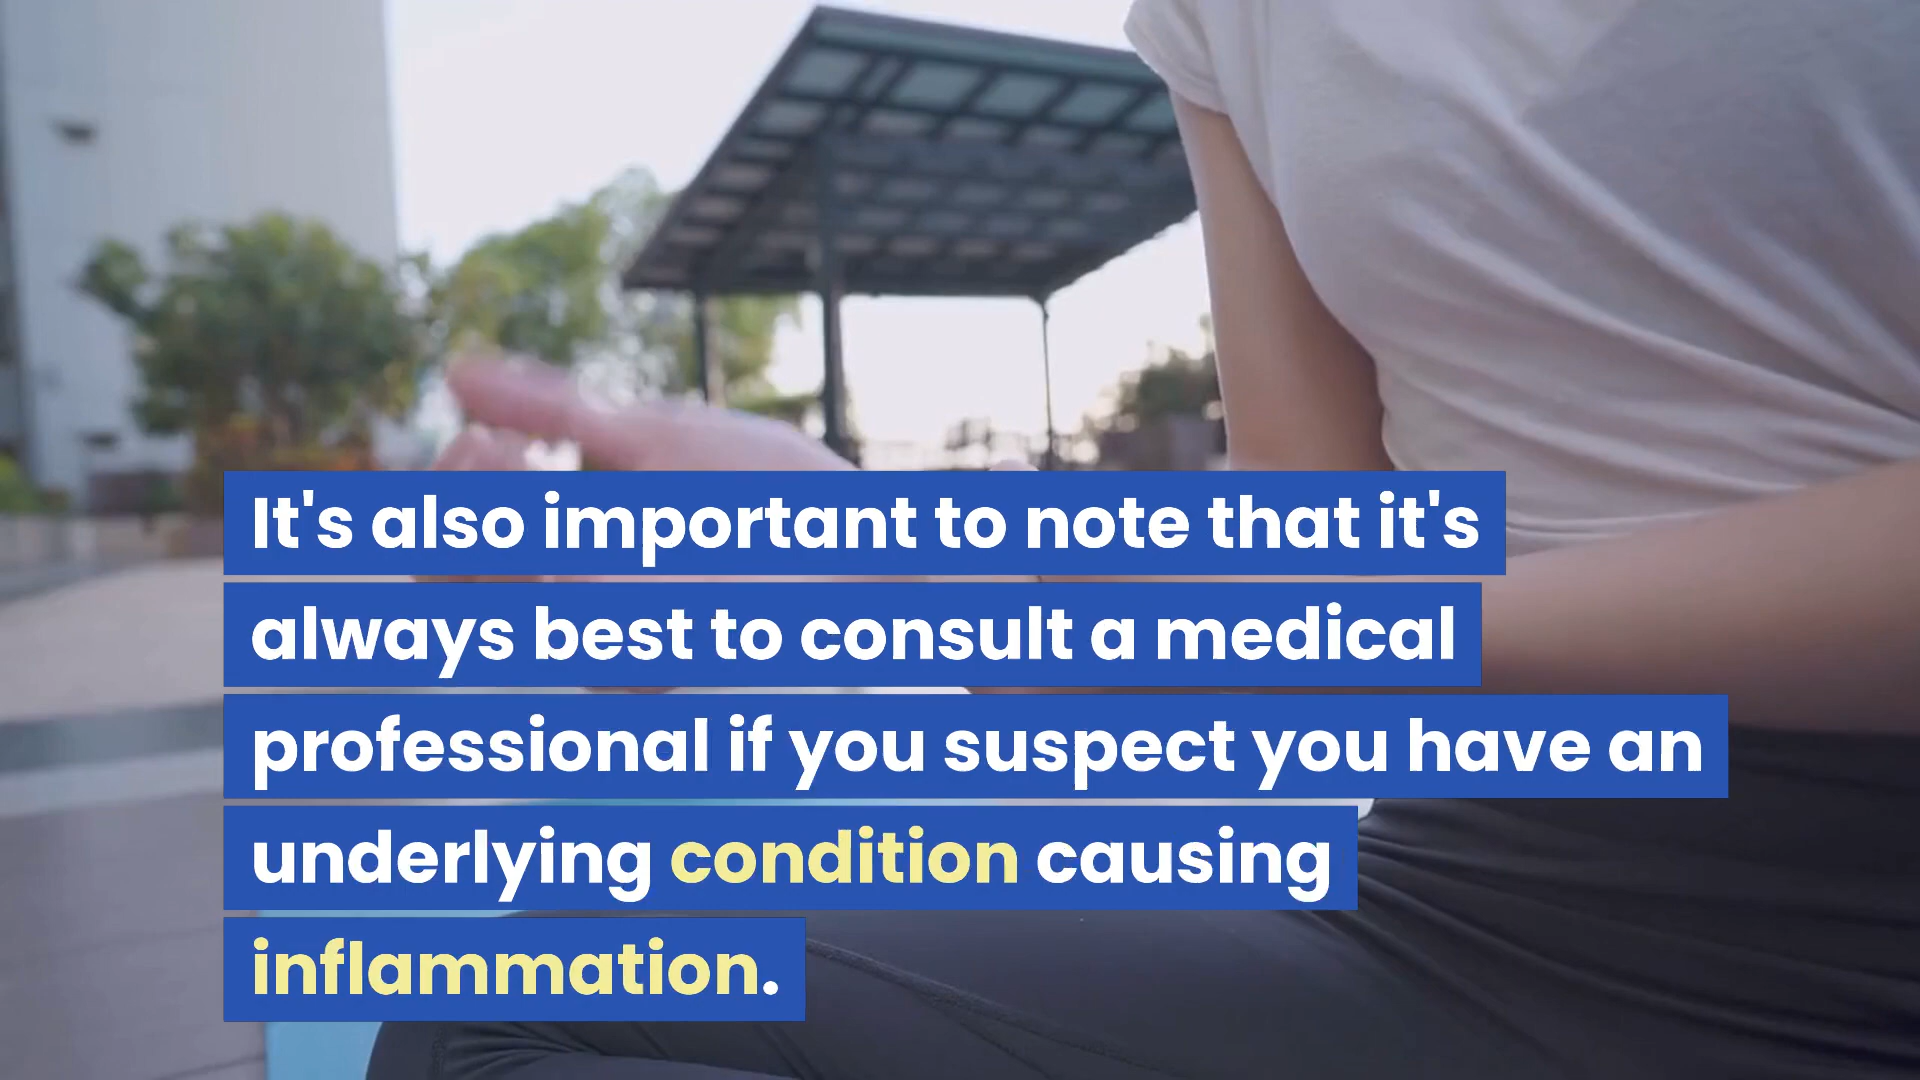 It's also important to note that it's
always best to consult a medical
professional if you suspect you have an
underlying condition causing
inflammation.